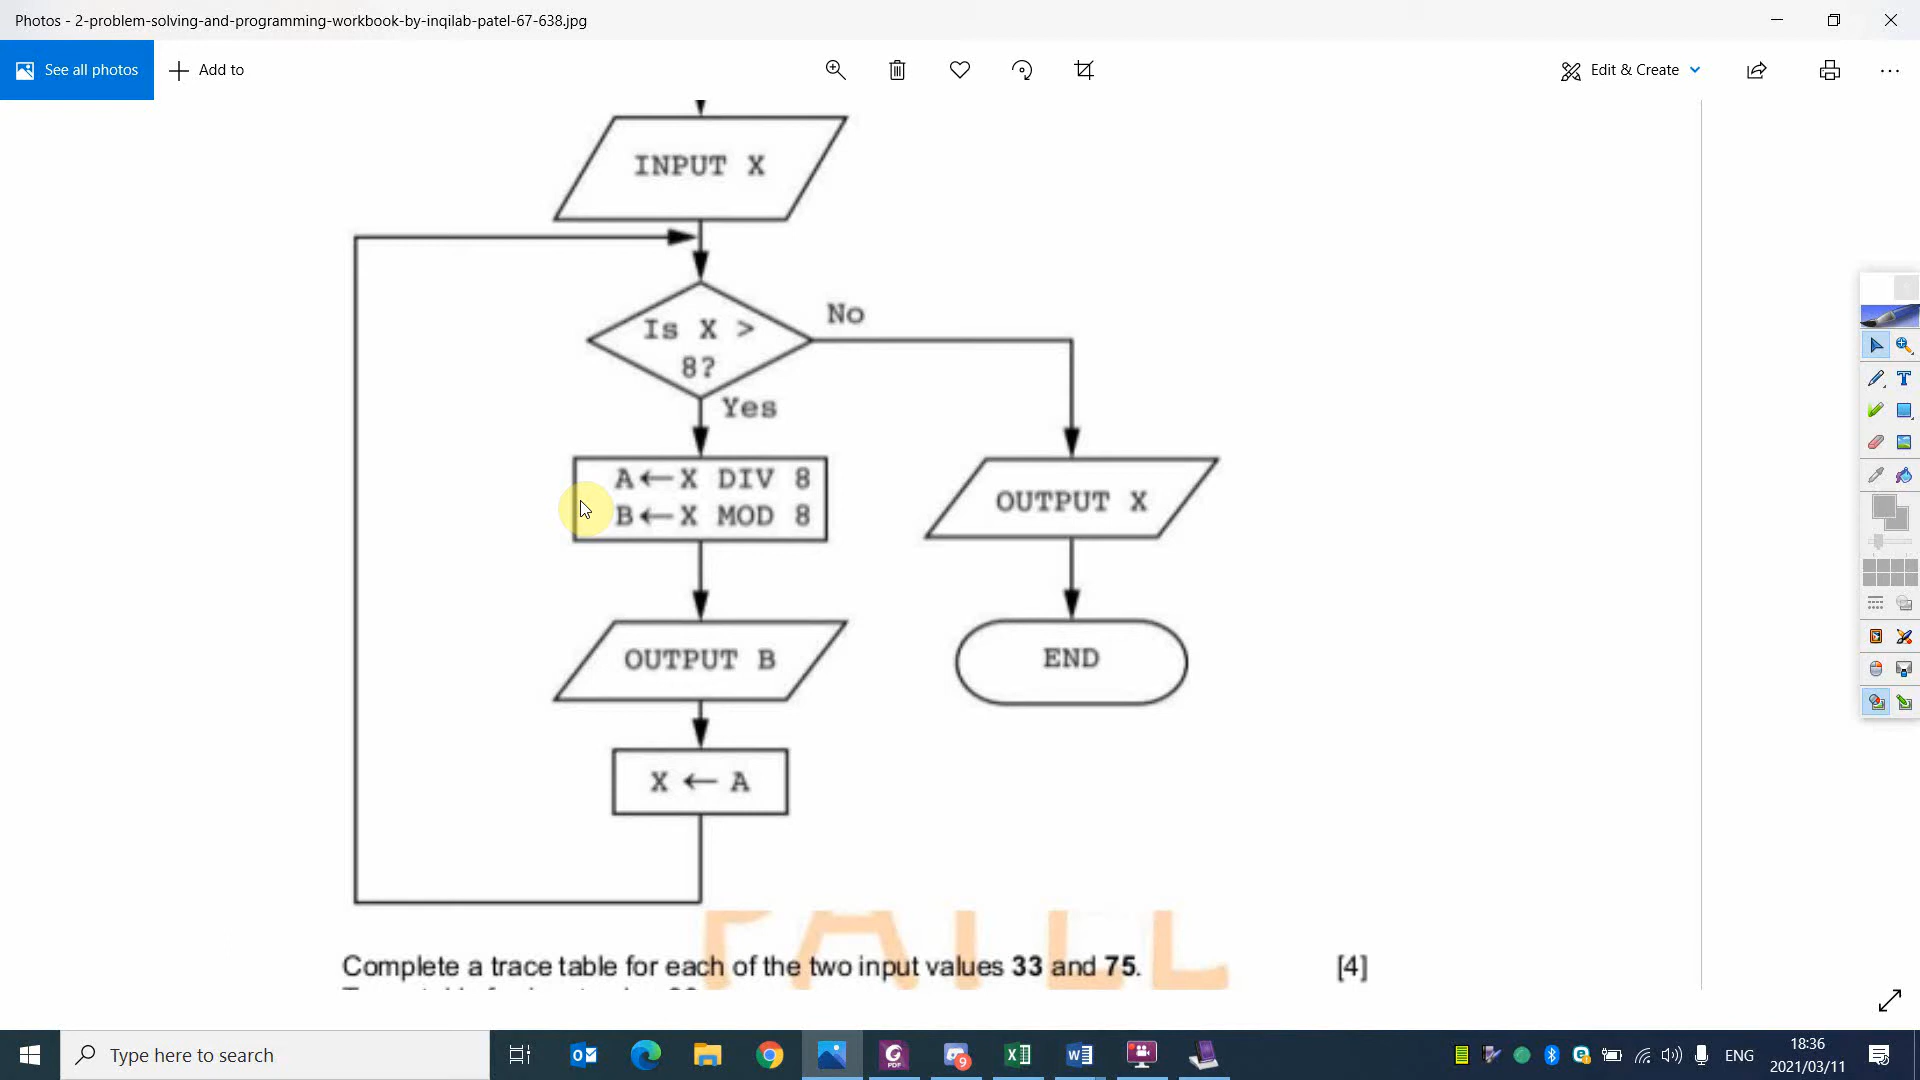 Photos - 2-problem-solving-and-programming-workbook-by-inqilab-patel-67-638.jpg
See all photos
Add to
Edit & Create
INPUT X
Is X >
8?
No
Yes
A←X DIV 8
B←X MOD 8
OUTPUT X
OUTPUT B
END
X ← A
PATEL
Complete a trace table for each of the two input values 33 and 75. [4]
Type here to search
9
ENG
18:36
2021/03/11